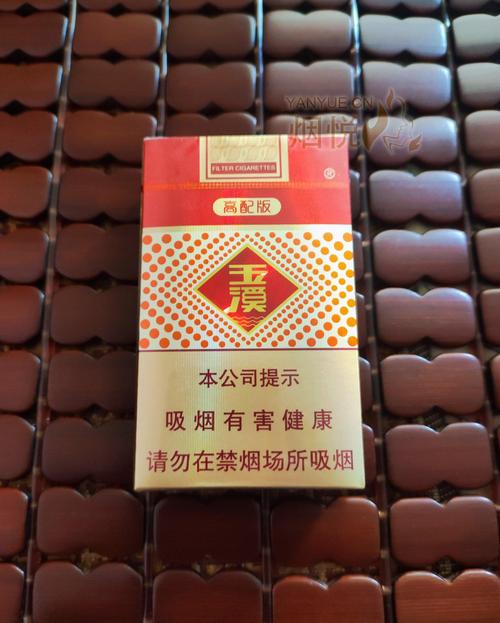 YANYUE.CN
烟悦
FILTER CIGARETTES
®
高配版
玉溪
本公司提示
吸烟有害健康
请勿在禁烟场所吸烟